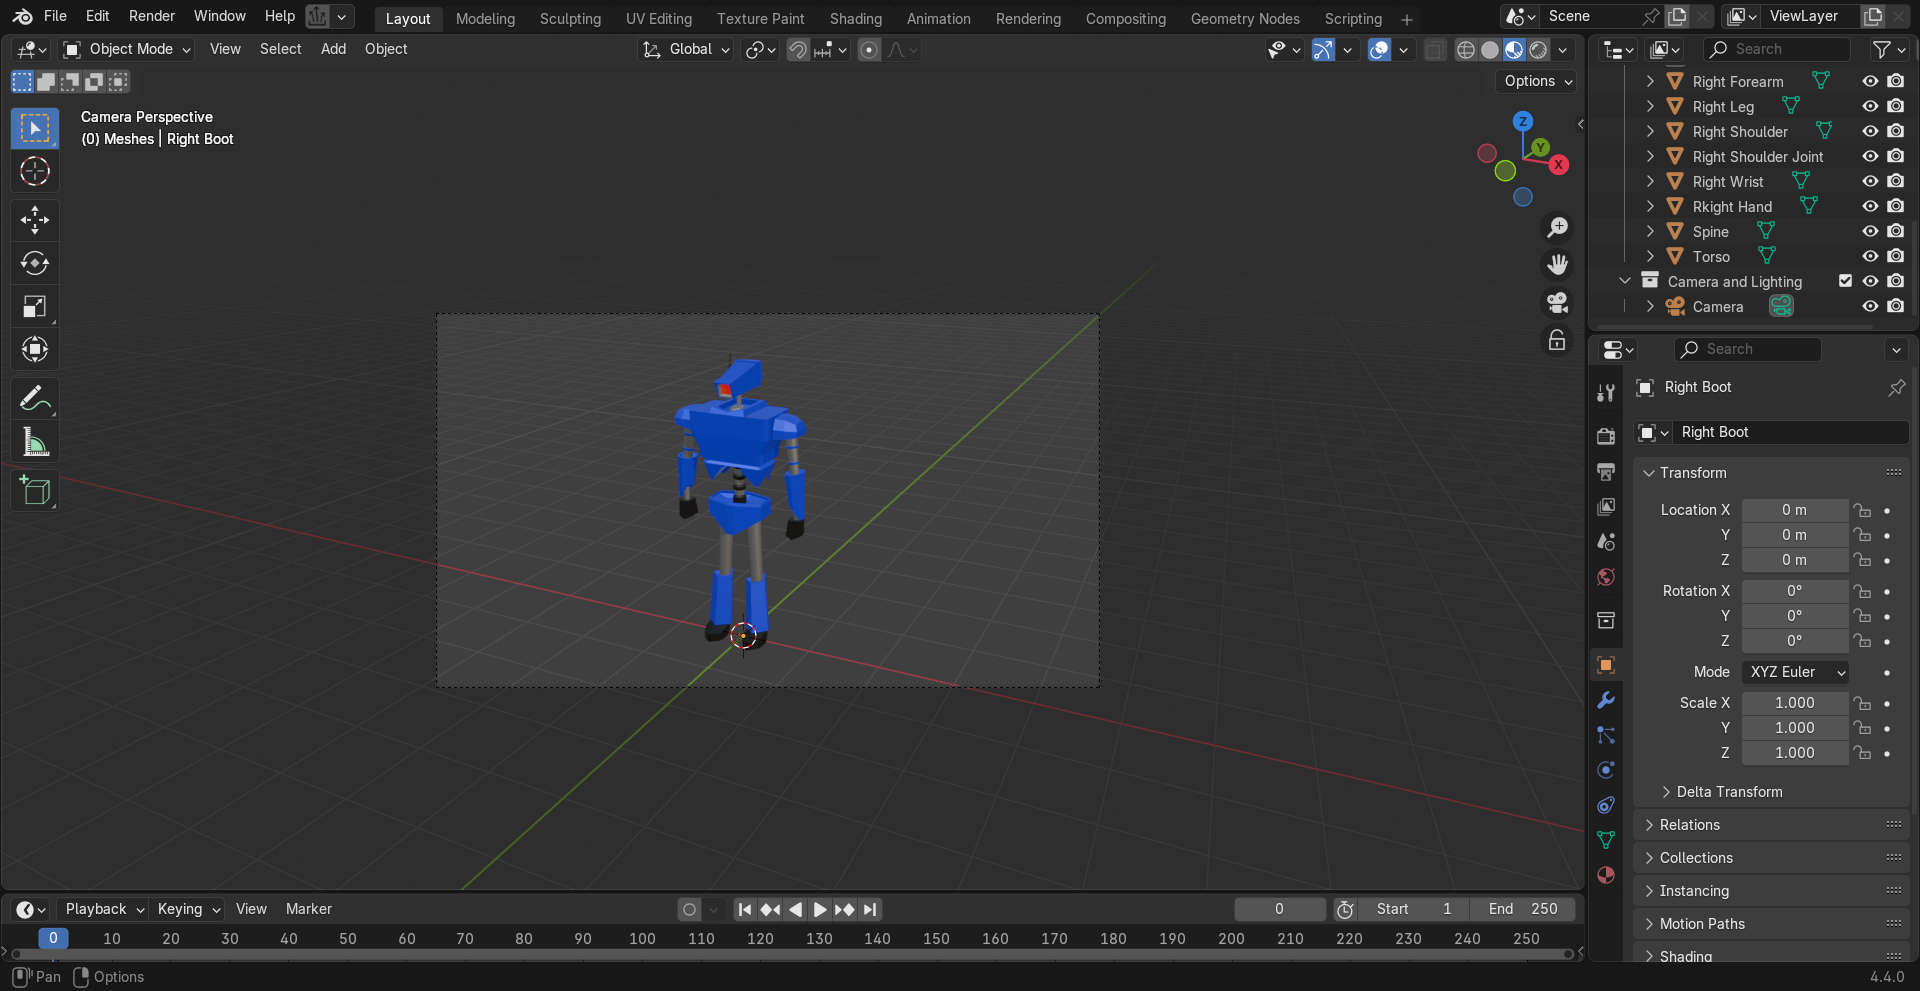 File Edit Render Window Help
Layout Modeling Sculpting UV Editing Texture Paint Shading Animation Rendering Compositing Geometry Nodes Scripting
Scene
ViewLayer
Object Mode View Select Add Object
Global
Search
Options
Camera Perspective
(0) Meshes | Right Boot
Z
Y
X
Right Forearm
Right Leg
Right Shoulder
Right Shoulder Joint
Right Wrist
Rkight Hand
Spine
Torso
Camera and Lighting
Camera
Search
Right Boot
Right Boot
Transform
Location X 0 m
Y 0 m
Z 0 m
Rotation X 0°
Y 0°
Z 0°
Mode XYZ Euler
Scale X 1.000
Y 1.000
Z 1.000
Delta Transform
Relations
Collections
Instancing
Motion Paths
Shading
Playback Keying View Marker
0 Start 1 End 250
0 10 20 30 40 50 60 70 80 90 100 110 120 130 140 150 160 170 180 190 200 210 220 230 240 250
Pan Options
4.4.0